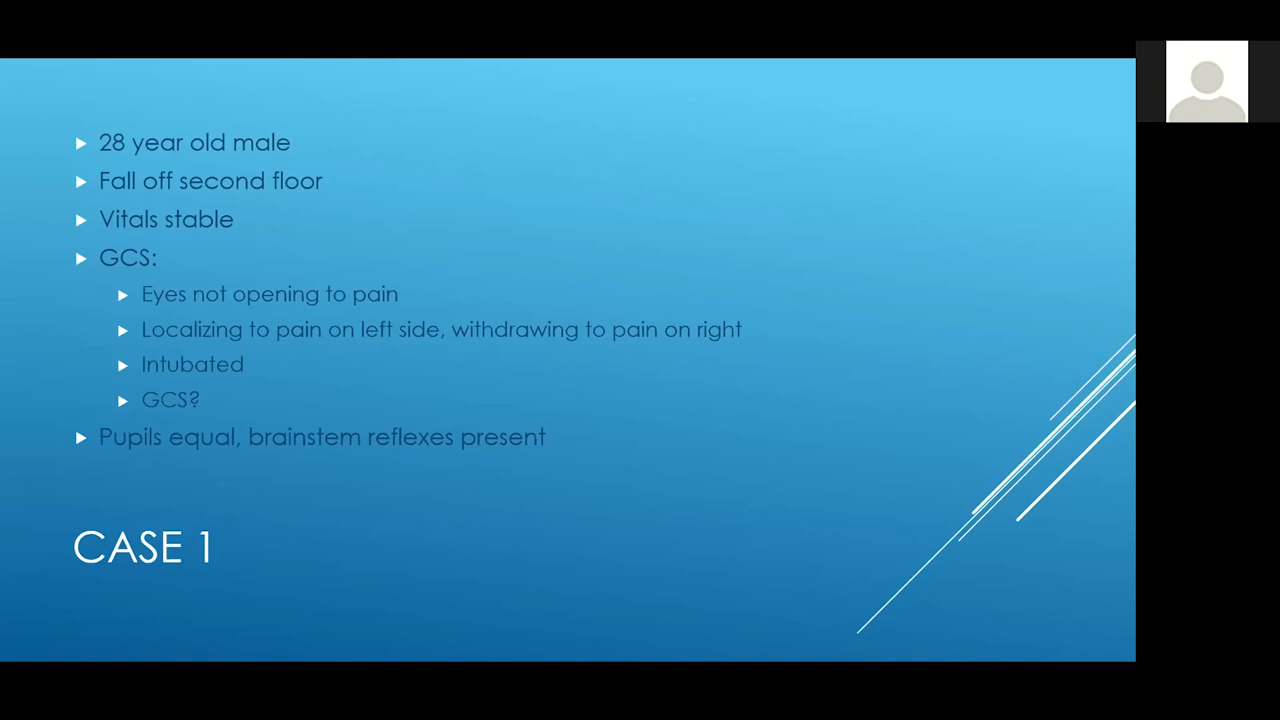 28 year old male
Fall off second floor
Vitals stable
GCS:
Eyes not opening to pain
Localizing to pain on left side, withdrawing to pain on right
Intubated
GCS?
Pupils equal, brainstem reflexes present
CASE 1